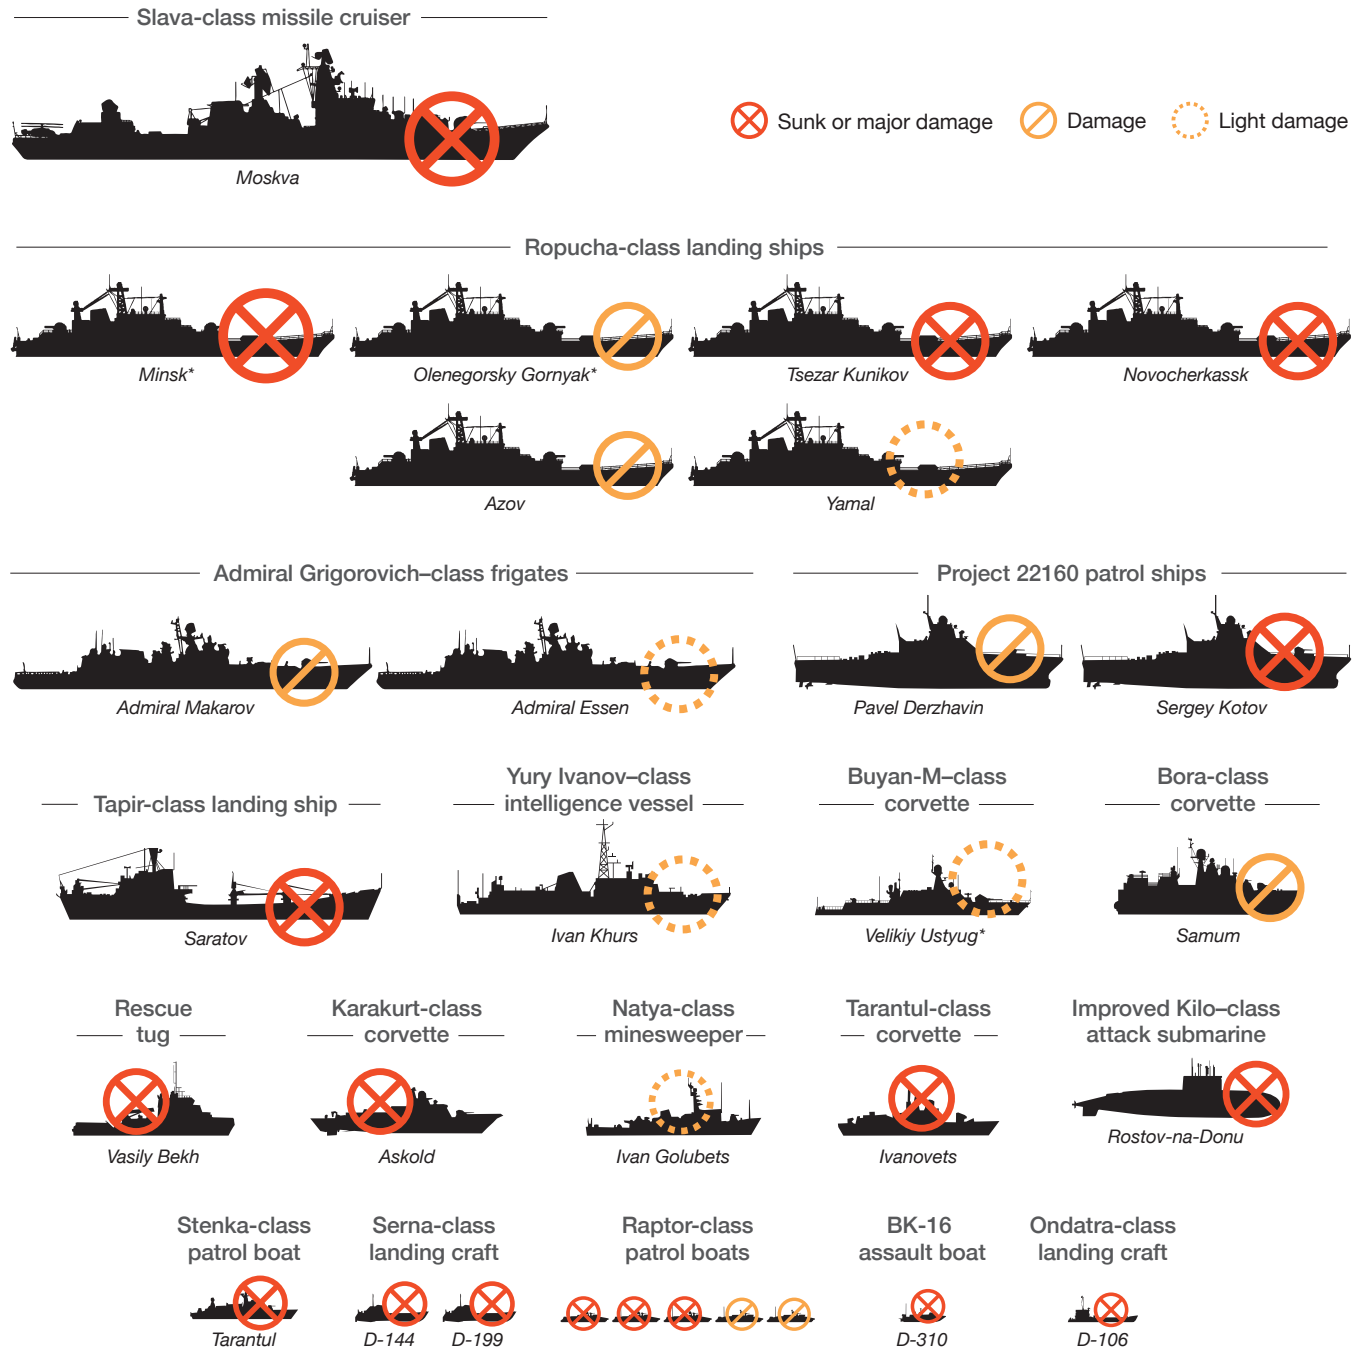 Slava-class missile cruiser
Sunk or major damage
Damage
Light damage
Moskva
Ropucha-class landing ships
Minsk*
Olenegorsky Gornyak*
Tsezar Kunikov
Novocherkassk
Azov
Yamal
Admiral Grigorovich–class frigates
Project 22160 patrol ships
Admiral Makarov
Admiral Essen
Pavel Derzhavin
Sergey Kotov
Tapir-class landing ship
Yury Ivanov–class
intelligence vessel
Buyan-M–class
corvette
Bora-class
corvette
Saratov
Ivan Khurs
Velikiy Ustyug*
Samum
Rescue
tug
Karakurt-class
corvette
Natya-class
minesweeper
Tarantul-class
corvette
Improved Kilo–class
attack submarine
Vasily Bekh
Askold
Ivan Golubets
Ivanovets
Rostov-na-Donu
Stenka-class
patrol boat
Serna-class
landing craft
Raptor-class
patrol boats
BK-16
assault boat
Ondatra-class
landing craft
Tarantul
D-144
D-199
D-310
D-106